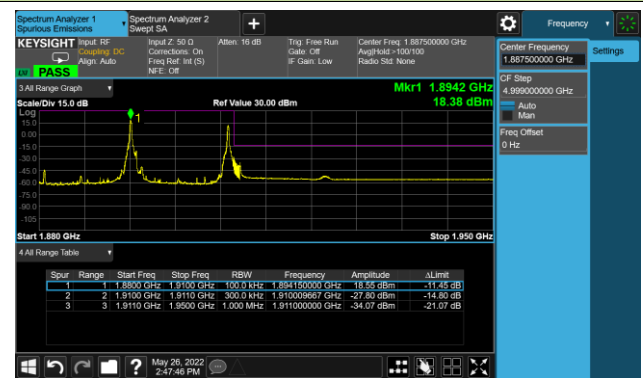 Spectrum Analyzer 1
Spurious Emissions
Spectrum Analyzer 2
Swept SA
Frequency
KEYSIGHT
Input: RF
Coupling: DC
Align: Auto
Input Z: 50 Ω
Corrections: On
Freq Ref: Int (S)
NFE: Off
Atten: 16 dB
Trig: Free Run
Gate: Off
IF Gain: Low
Center Freq: 1.887500000 GHz
Avg|Hold:>100/100
Radio Std: None
PASS
Center Frequency
1.887500000 GHz
Settings
CF Step
4.999000000 GHz
Auto
Man
Freq Offset
0 Hz
3 All Range Graph
Mkr1 1.8942 GHz
Scale/Div 15.0 dB
Ref Value 30.00 dBm
18.38 dBm
Log
1
15.0
0.00
-15.0
-30.0
-45.0
-60.0
-75.0
-90.0
-105
Start 1.880 GHz
Stop 1.950 GHz
4 All Range Table
Spur Range Start Freq Stop Freq RBW Frequency Amplitude ΔLimit
1 1 1.8800 GHz 1.9100 GHz 100.0 kHz 1.894150000 GHz 18.55 dBm -11.45 dB
2 2 1.9100 GHz 1.9110 GHz 300.0 kHz 1.910009667 GHz -27.80 dBm -14.80 dB
3 3 1.9110 GHz 1.9500 GHz 1.000 MHz 1.911000000 GHz -34.07 dBm -21.07 dB
May 26, 2022
2:47:46 PM